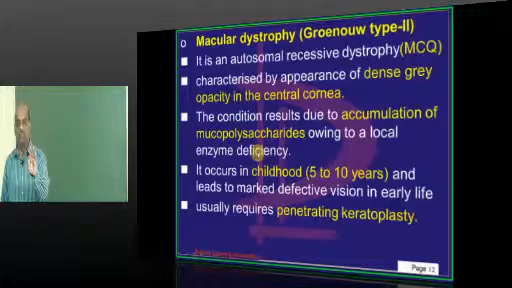 Macular dystrophy (Groenouw type-II)
It is an autosomal recessive dystrophy(MCQ)
characterised by appearance of dense grey
opacity in the central cornea.
The condition results due to accumulation of
mucopolysaccharides owing to a local
enzyme deficiency.
It occurs in childhood (5 to 10 years) and
leads to marked defective vision in early life
usually requires penetrating keratoplasty.
Page 12